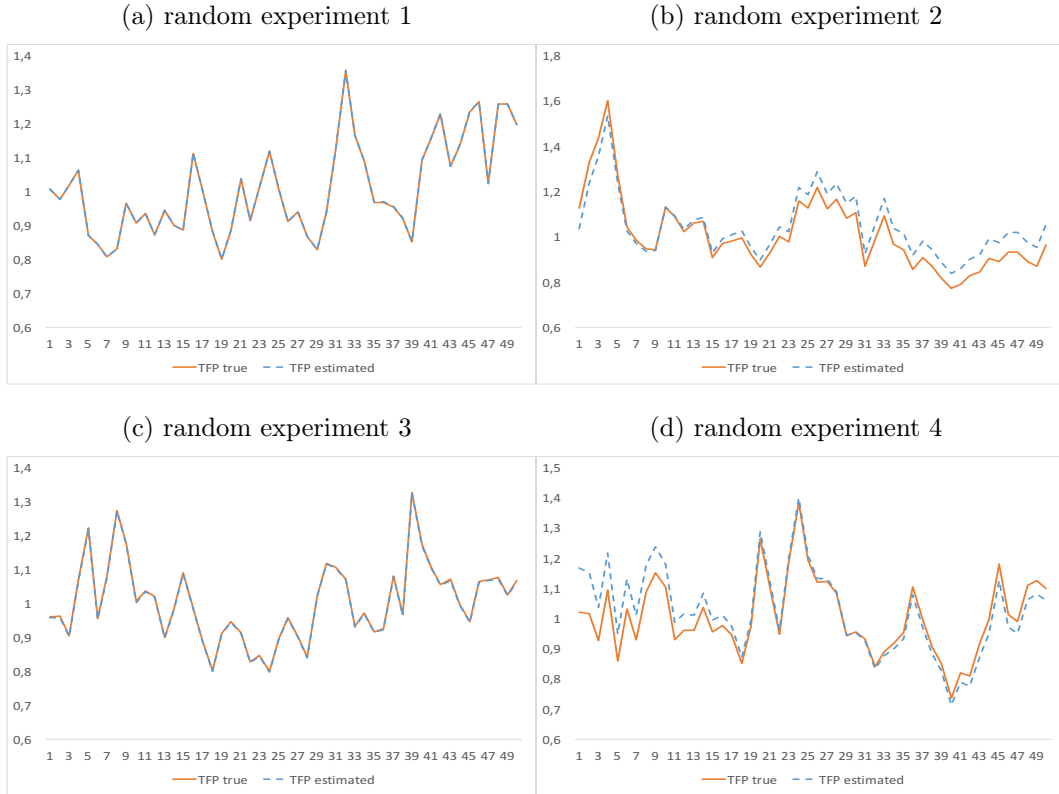 (a) random experiment 1
1,4
1,3
1,2
1,1
1
0,9
0,8
0,7
0,6
1 3 5 7 9 11 13 15 17 19 21 23 25 27 29 31 33 35 37 39 41 43 45 47 49
TFP true TFP estimated
(b) random experiment 2
1,8
1,6
1,4
1,2
1
0,8
0,6
1 3 5 7 9 11 13 15 17 19 21 23 25 27 29 31 33 35 37 39 41 43 45 47 49
TFP true TFP estimated
(c) random experiment 3
1,4
1,3
1,2
1,1
1
0,9
0,8
0,7
0,6
1 3 5 7 9 11 13 15 17 19 21 23 25 27 29 31 33 35 37 39 41 43 45 47 49
TFP true TFP estimated
(d) random experiment 4
1,5
1,4
1,3
1,2
1,1
1
0,9
0,8
0,7
0,6
1 3 5 7 9 11 13 15 17 19 21 23 25 27 29 31 33 35 37 39 41 43 45 47 49
TFP true TFP estimated